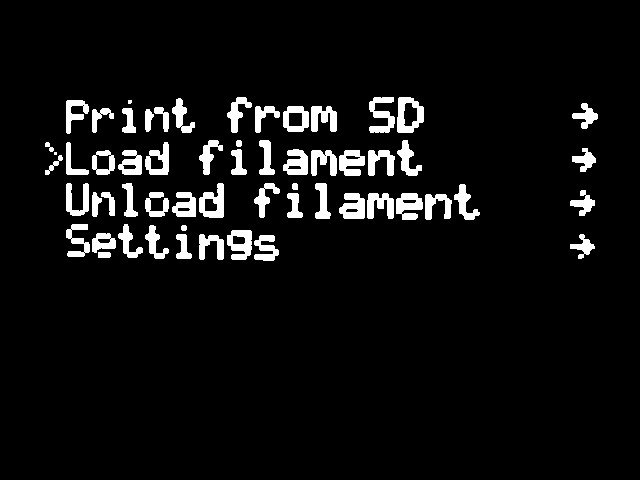 Print from SD →
>Load filament →
Unload filament →
Settings →